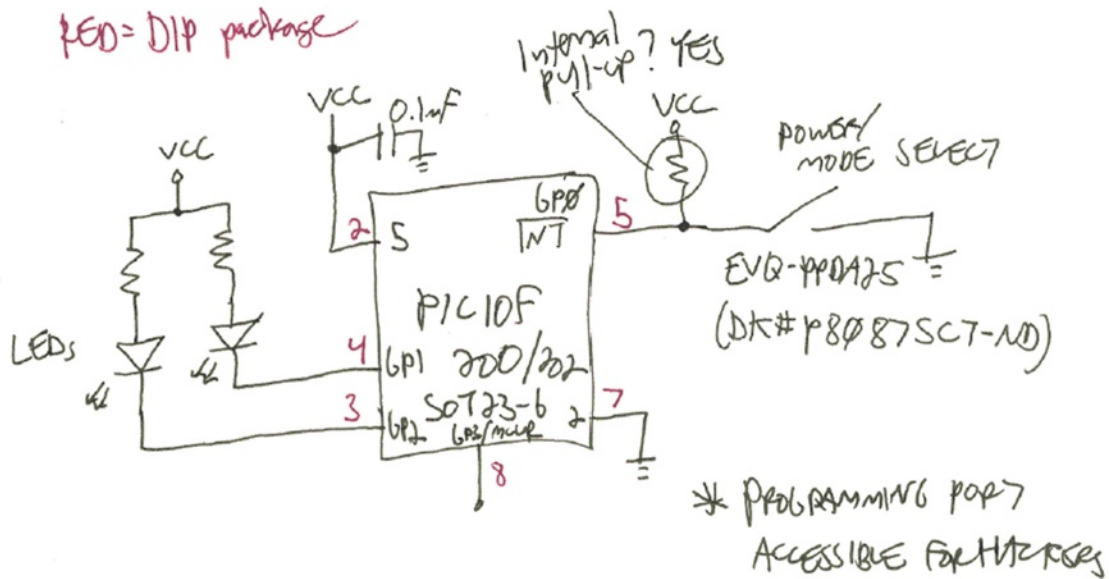 RED = DIP package
Internal
pull-up? YES
VCC
0.1uF
VCC
POWER/
MODE SELECT
VCC
GPØ
INT
5
2
5
EVQ-PPDA25
(DK# P8Ø87SCT-ND)
PIC10F
200/202
SOT23-6
LEDs
4
GP1
3
GP2
GP3/MCLR
2
7
8
* PROGRAMMING PORT
ACCESSIBLE FOR HACKERS